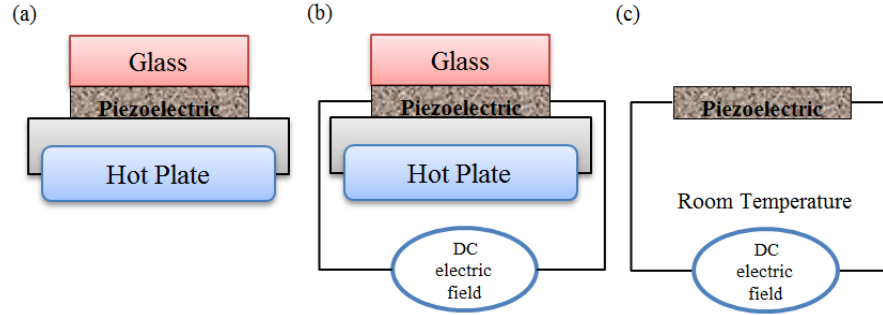 (a)
Glass
Piezoelectric
Hot Plate
(b)
Glass
Piezoelectric
Hot Plate
DC
electric
field
(c)
Piezoelectric
Room Temperature
DC
electric
field